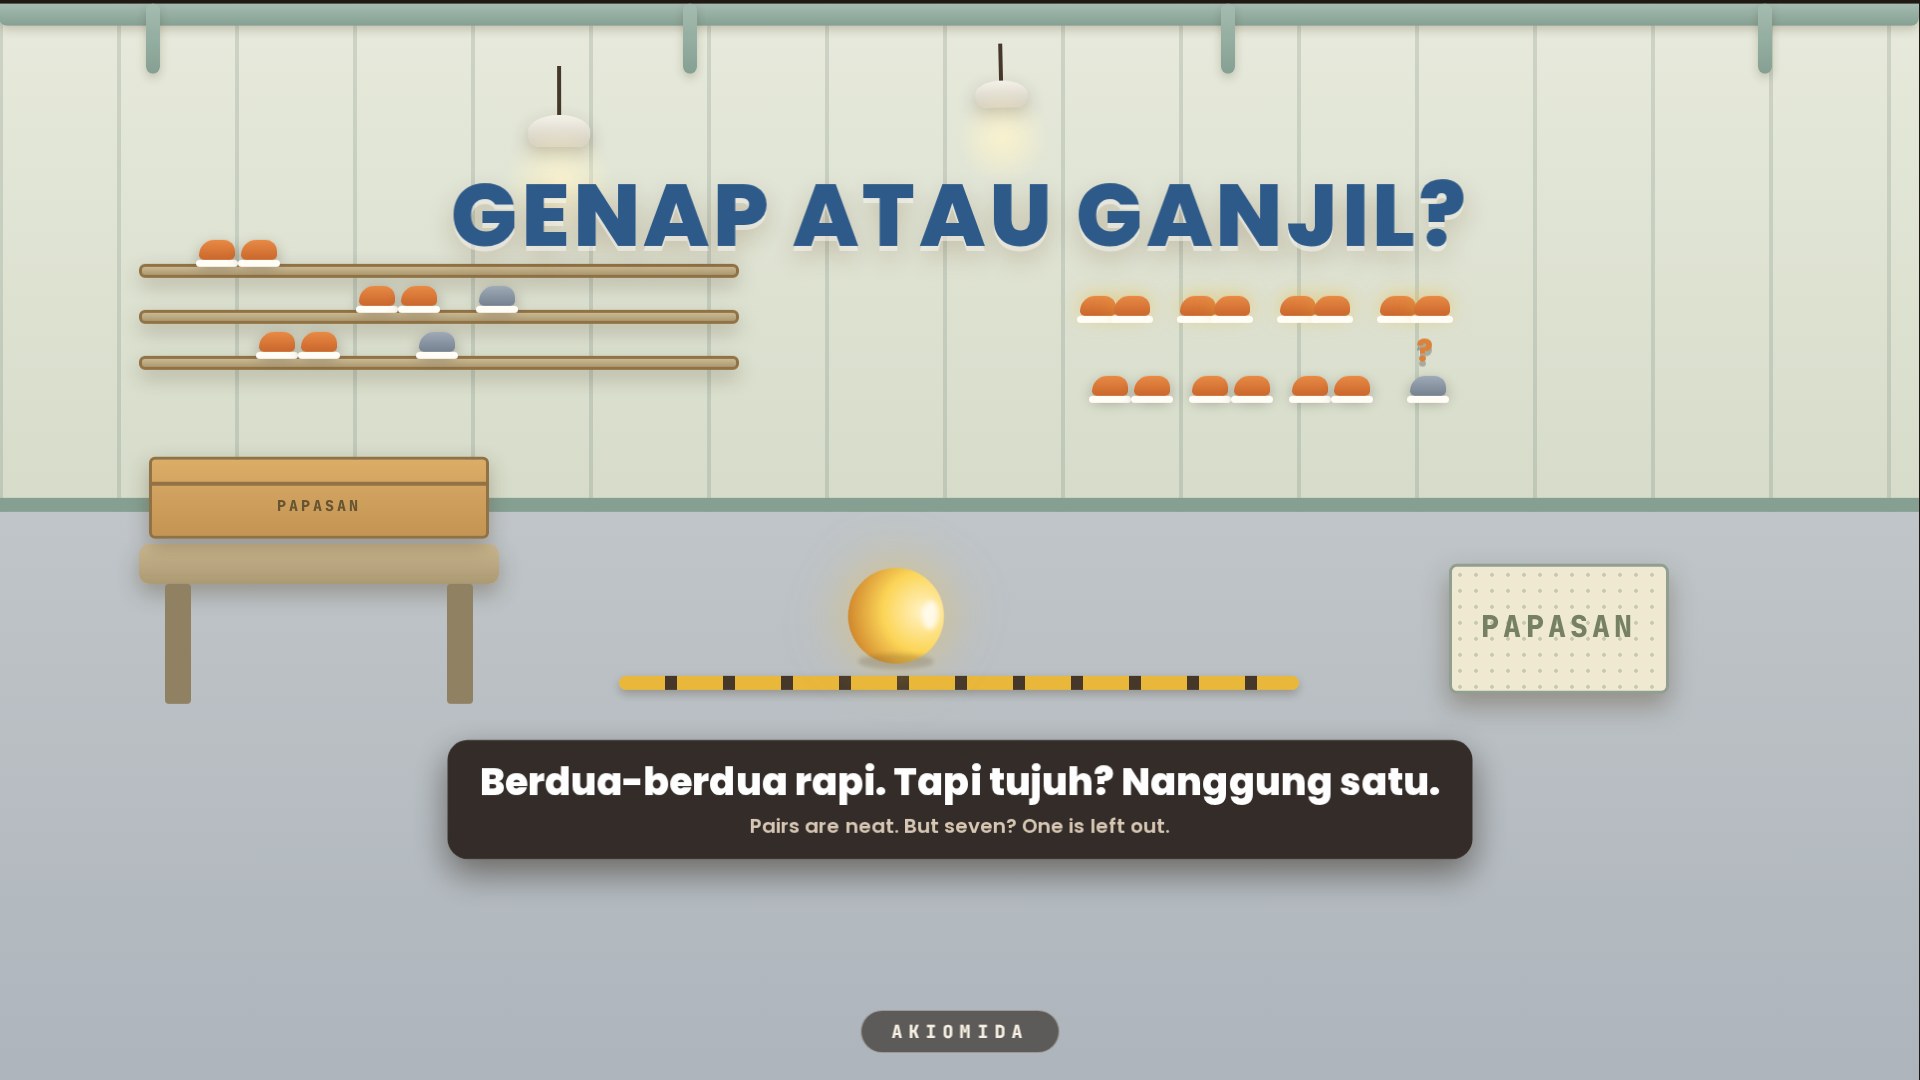 GENAP ATAU GANJIL?
?
PAPASAN
PAPASAN
Berdua-berdua rapi. Tapi tujuh? Nanggung satu.
Pairs are neat. But seven? One is left out.
AKIOMIDA